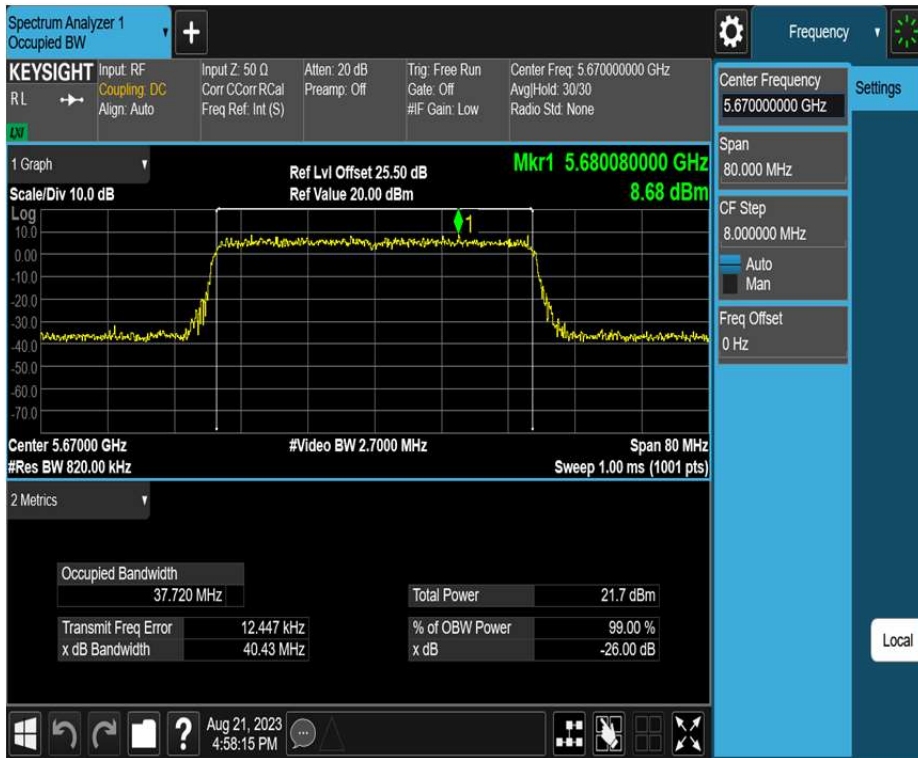 Spectrum Analyzer 1
Occupied BW
+
Frequency
KEYSIGHT
RL
LXI
Input: RF
Coupling: DC
Align: Auto
Input Z: 50 Ω
Corr CCorr RCal
Freq Ref: Int (S)
Atten: 20 dB
Preamp: Off
Trig: Free Run
Gate: Off
#IF Gain: Low
Center Freq: 5.670000000 GHz
Avg|Hold: 30/30
Radio Std: None
Center Frequency
5.670000000 GHz
Settings
Span
80.000 MHz
CF Step
8.000000 MHz
Auto
Man
Freq Offset
0 Hz
Local
1 Graph
Scale/Div 10.0 dB
Ref Lvl Offset 25.50 dB
Ref Value 20.00 dBm
Mkr1 5.680080000 GHz
8.68 dBm
Log
10.0
0.00
-10.0
-20.0
-30.0
-40.0
-50.0
-60.0
-70.0
1
Center 5.67000 GHz
#Res BW 820.00 kHz
#Video BW 2.7000 MHz
Span 80 MHz
Sweep 1.00 ms (1001 pts)
2 Metrics
Occupied Bandwidth
37.720 MHz
Total Power 21.7 dBm
Transmit Freq Error 12.447 kHz
% of OBW Power 99.00 %
x dB Bandwidth 40.43 MHz
x dB -26.00 dB
?
Aug 21, 2023
4:58:15 PM